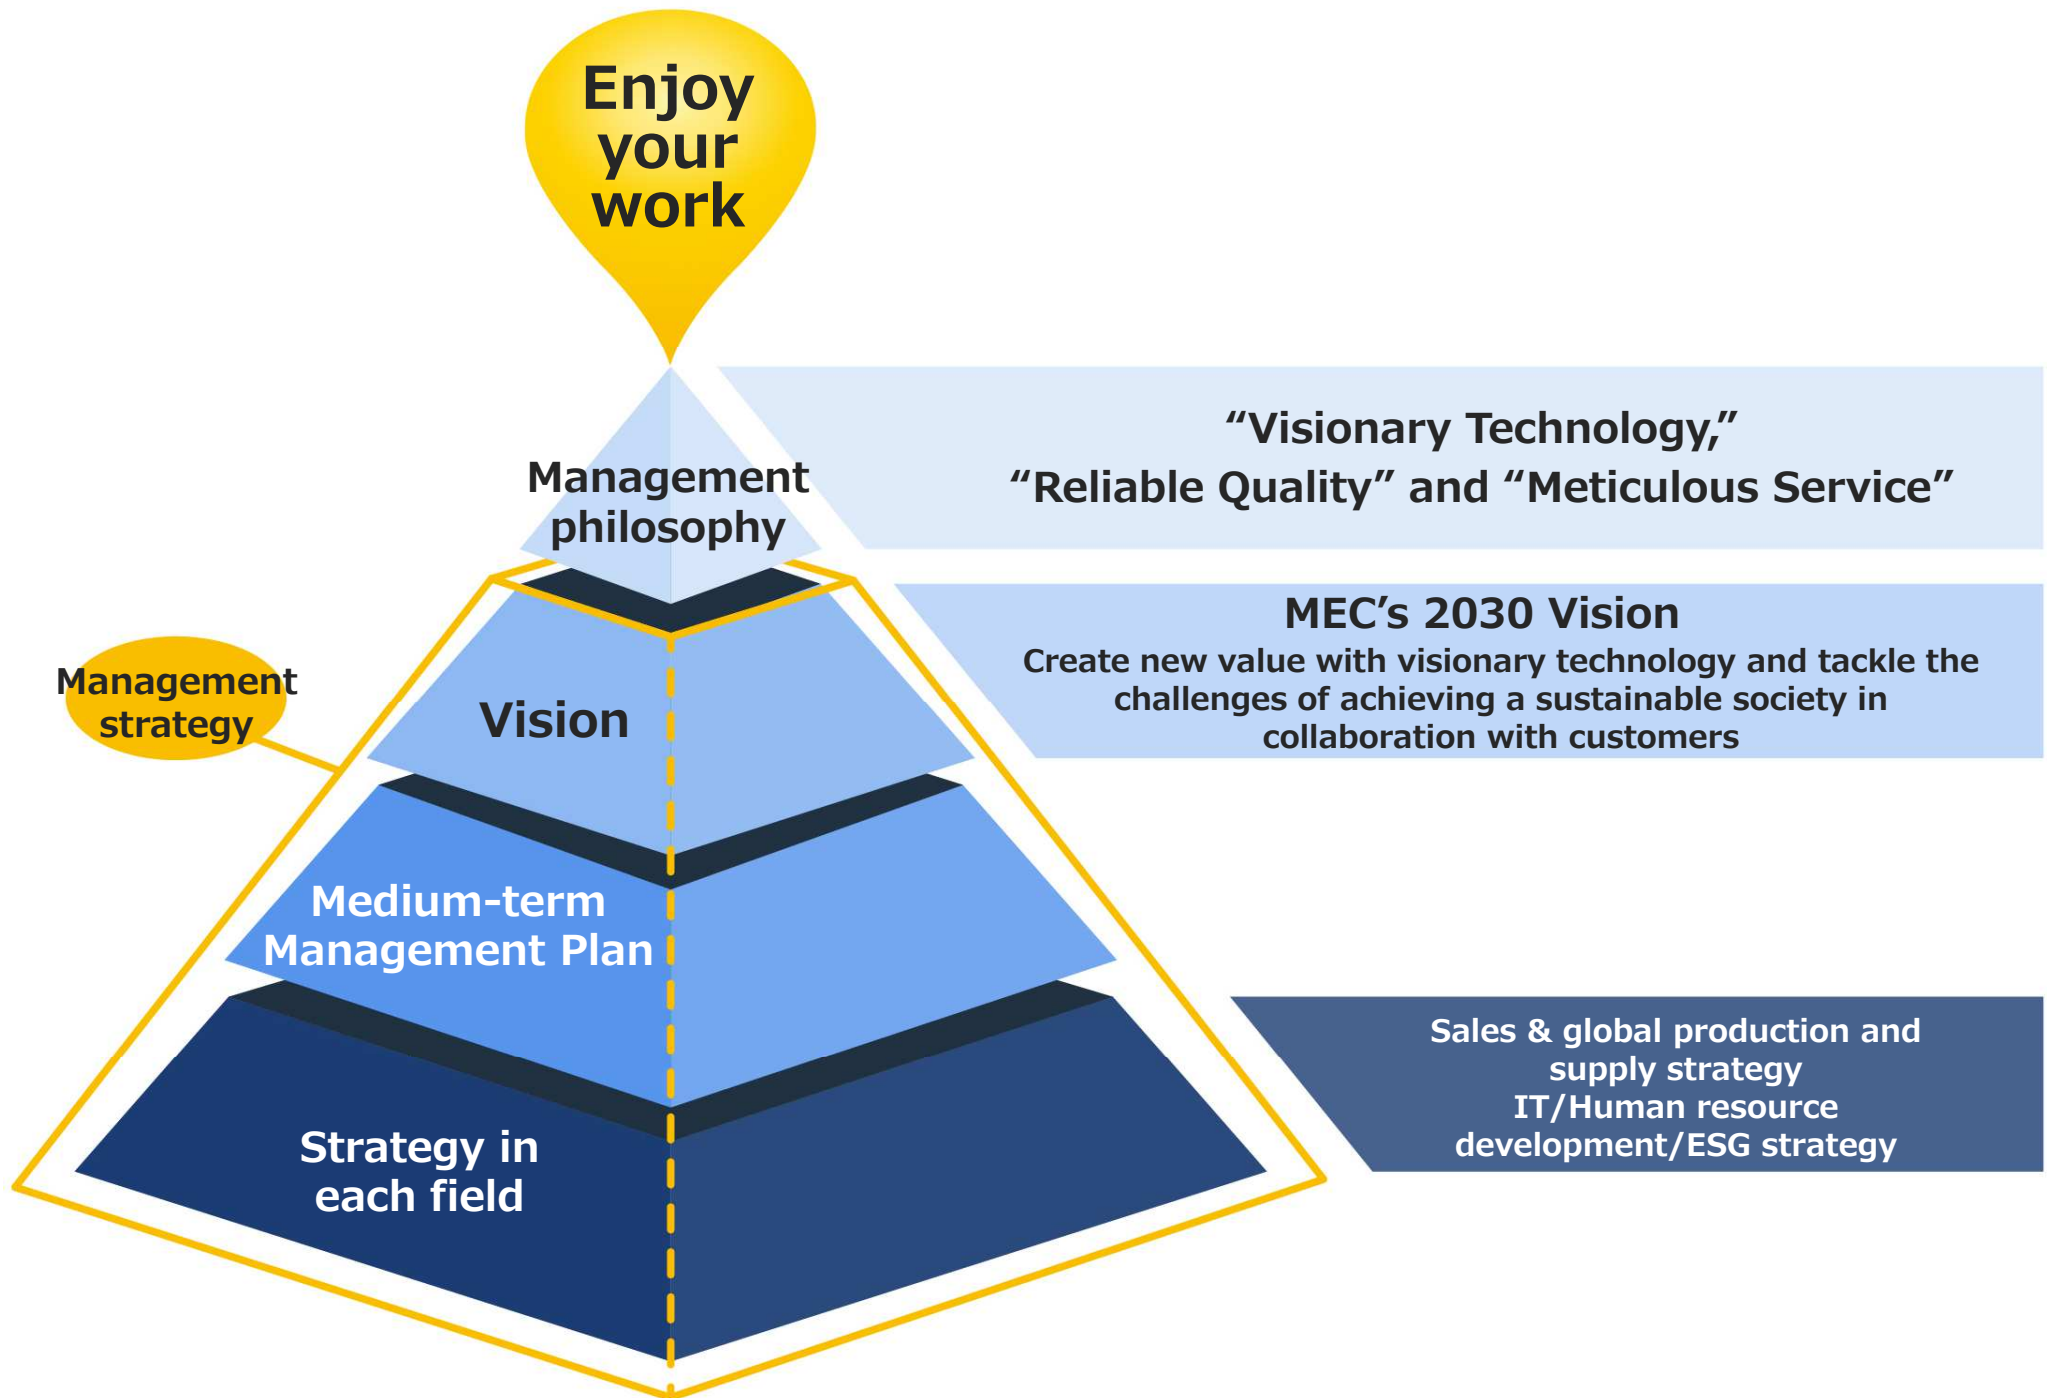 Enjoy
your
work
Management
philosophy
“Visionary Technology,”
“Reliable Quality” and “Meticulous Service”
Management
strategy
Vision
MEC’s 2030 Vision
Create new value with visionary technology and tackle the
challenges of achieving a sustainable society in
collaboration with customers
Medium-term
Management Plan
Strategy in
each field
Sales & global production and
supply strategy
IT/Human resource
development/ESG strategy